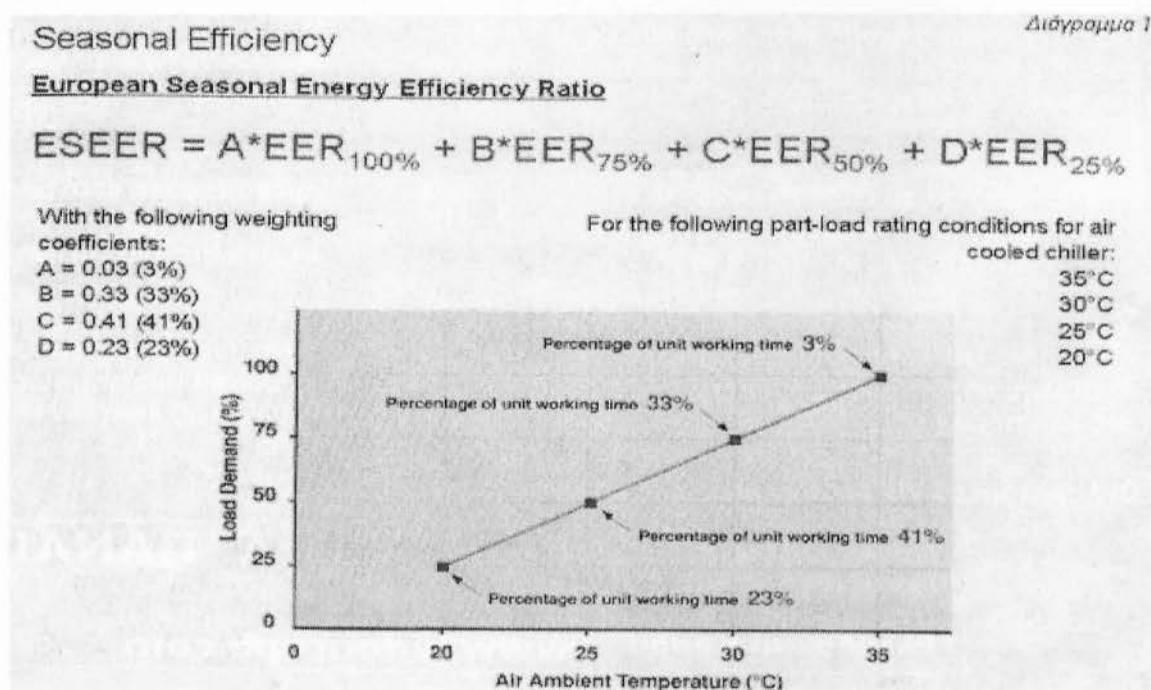 Διάγραμμα 1
Seasonal Efficiency
European Seasonal Energy Efficiency Ratio
ESEER = A*EER100% + B*EER75% + C*EER50% + D*EER25%
With the following weighting
coefficients:
A = 0.03 (3%)
B = 0.33 (33%)
C = 0.41 (41%)
D = 0.23 (23%)
For the following part-load rating conditions for air
cooled chiller:
35°C
30°C
25°C
20°C
Percentage of unit working time 3%
Percentage of unit working time 33%
Percentage of unit working time 41%
Percentage of unit working time 23%
Load Demand (%)
100
75
50
25
0
0 20 25 30 35
Air Ambient Temperature (°C)